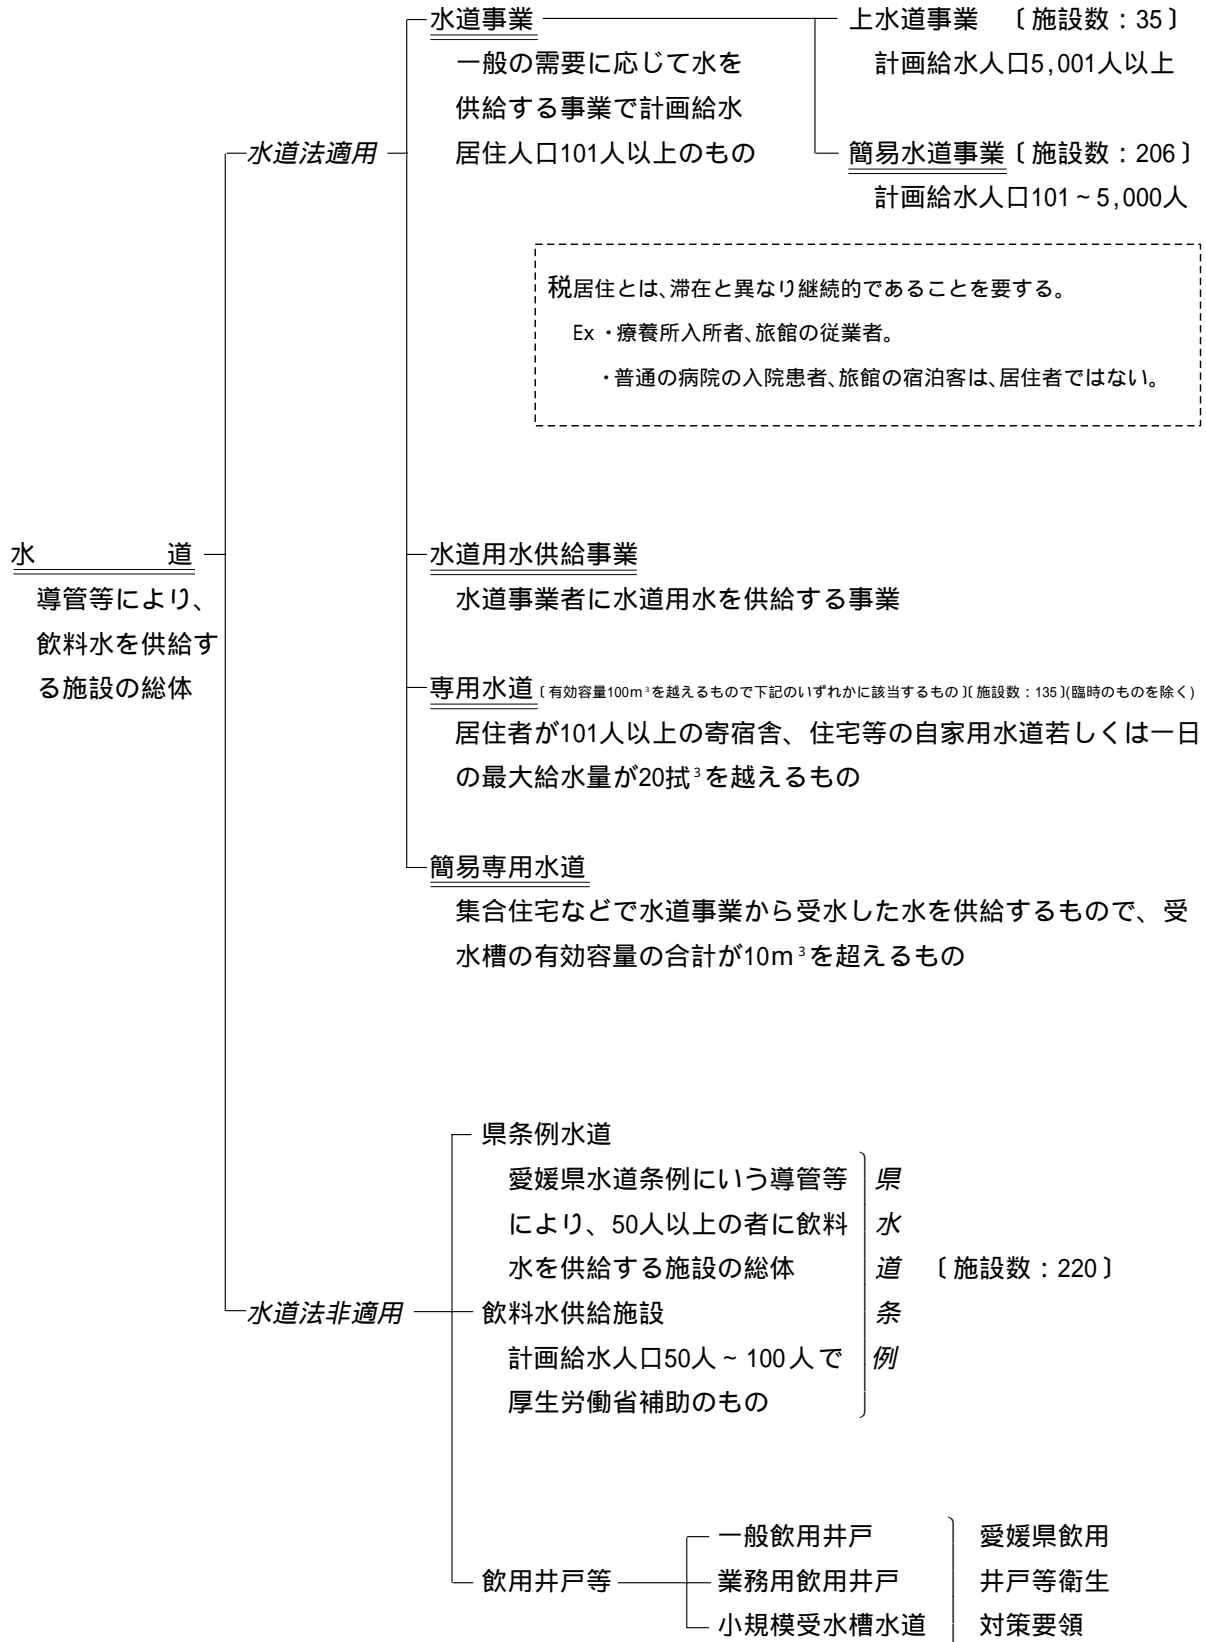 水道事業
上水道事業 〔施設数:35〕
一般の需要に応じて水を
計画給水人口5,001人以上
供給する事業で計画給水
水道法適用
居住人口101人以上のもの
簡易水道事業〔施設数:206〕
計画給水人口101~5,000人
税居住とは、滞在と異なり継続的であることを要する。
Ex・療養所入所者、旅館の従業者。
・普通の病院の入院患者、旅館の宿泊客は、居住者ではない。
水 道
導管等により、
飲料水を供給す
る施設の総体
水道用水供給事業
水道事業者に水道用水を供給する事業
専用水道〔有効容量100m³を越えるもので下記のいずれかに該当するもの〕〔施設数:135〕(臨時のものを除く)
居住者が101人以上の寄宿舎、住宅等の自家用水道若しくは一日
の最大給水量が20拭³を越えるもの
簡易専用水道
集合住宅などで水道事業から受水した水を供給するもので、受
水槽の有効容量の合計が10m³を超えるもの
水道法非適用
県条例水道
愛媛県水道条例にいう導管等
により、50人以上の者に飲料
水を供給する施設の総体
飲料水供給施設
計画給水人口50人~100人で
厚生労働省補助のもの
県水道条例
〔施設数:220〕
飲用井戸等
一般飲用井戸
業務用飲用井戸
小規模受水槽水道
愛媛県飲用
井戸等衛生
対策要領